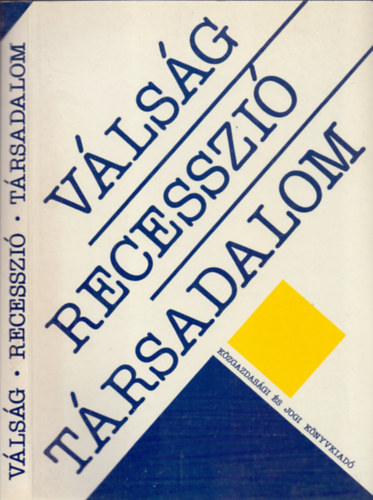 VÁLSÁG · RECESSZIÓ · TÁRSADALOM
VÁLSÁG
RECESSZIÓ
TÁRSADALOM
KÖZGAZDASÁGI ÉS JOGI KÖNYVKIADÓ